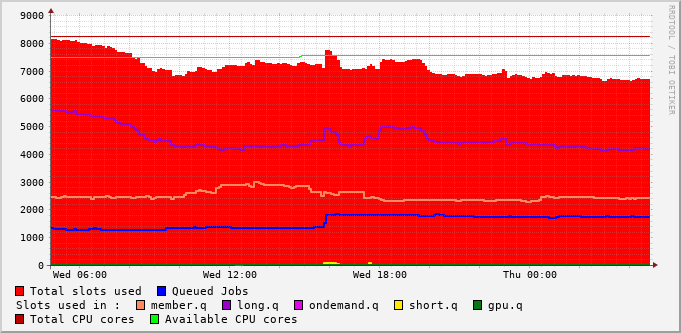 RRDTOOL / TOBI OETIKER
9000
8000
7000
6000
5000
4000
3000
2000
1000
0
Wed 06:00 Wed 12:00 Wed 18:00 Thu 00:00
Total slots used Queued Jobs
Slots used in : member.q long.q ondemand.q short.q gpu.q
Total CPU cores Available CPU cores